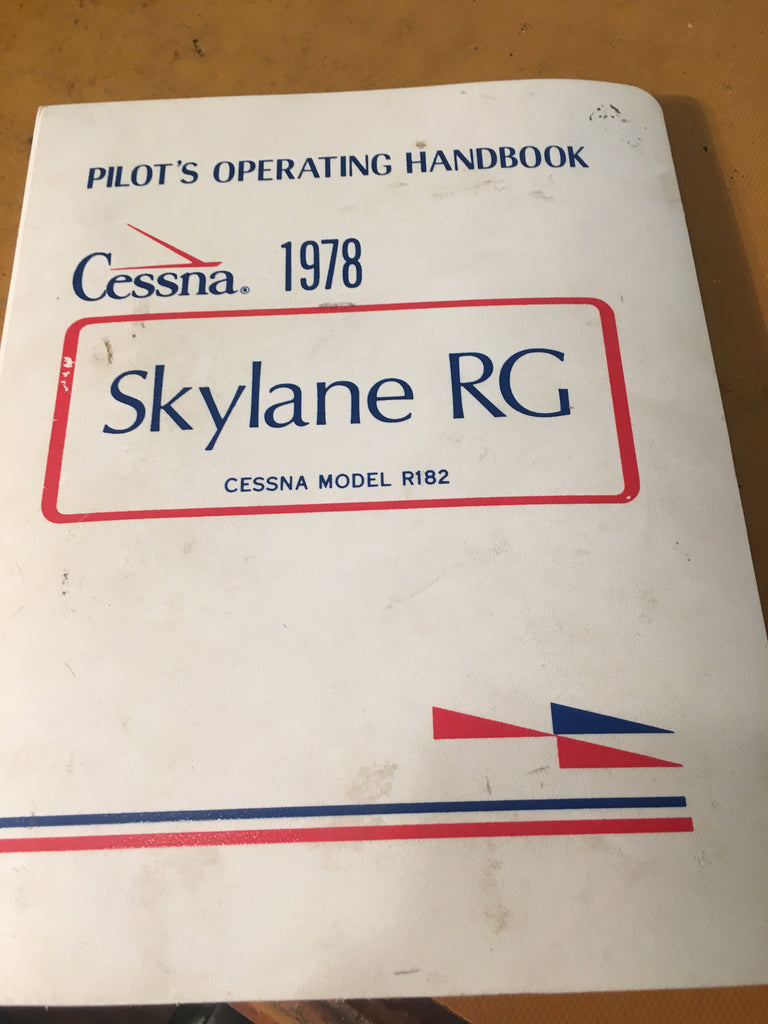 PILOT'S OPERATING HANDBOOK
Cessna® 1978
Skylane RG
CESSNA MODEL R182